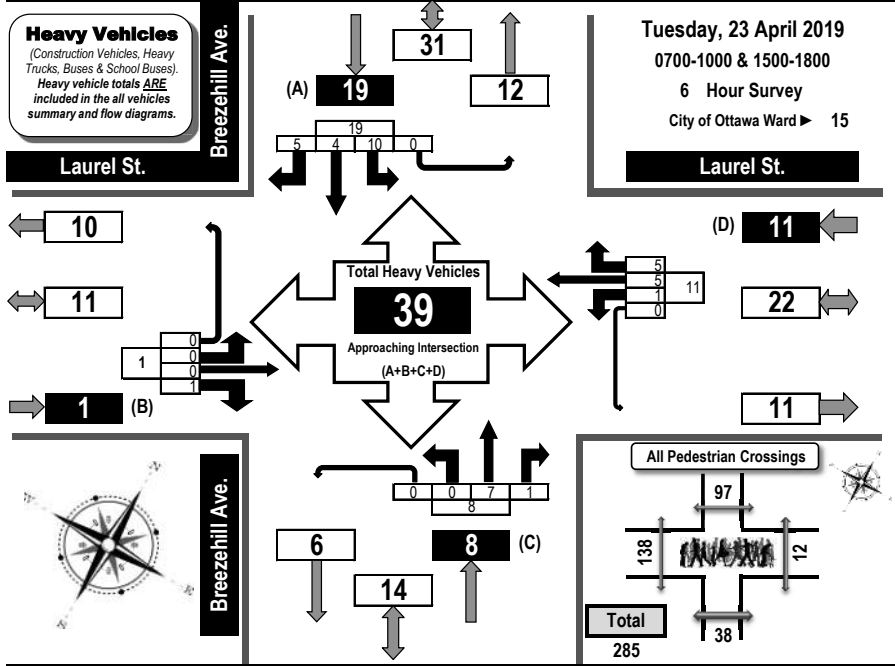 Heavy Vehicles
(Construction Vehicles, Heavy
Trucks, Buses & School Buses).
Heavy vehicle totals ARE
included in the all vehicles
summary and flow diagrams.
Breezehill Ave.
Laurel St.
(A)
19
31
12
19
5 4 10 0
Tuesday, 23 April 2019
0700-1000 & 1500-1800
6 Hour Survey
City of Ottawa Ward ► 15
Laurel St.
10
11
1
0
0
0
1
1
(B)
Total Heavy Vehicles
39
Approaching Intersection
(A+B+C+D)
(D)
11
5
5
1
0
11
22
11
0 0 7 1
8
6
8
(C)
14
Breezehill Ave.
N
All Pedestrian Crossings
97
138
12
38
Total
285